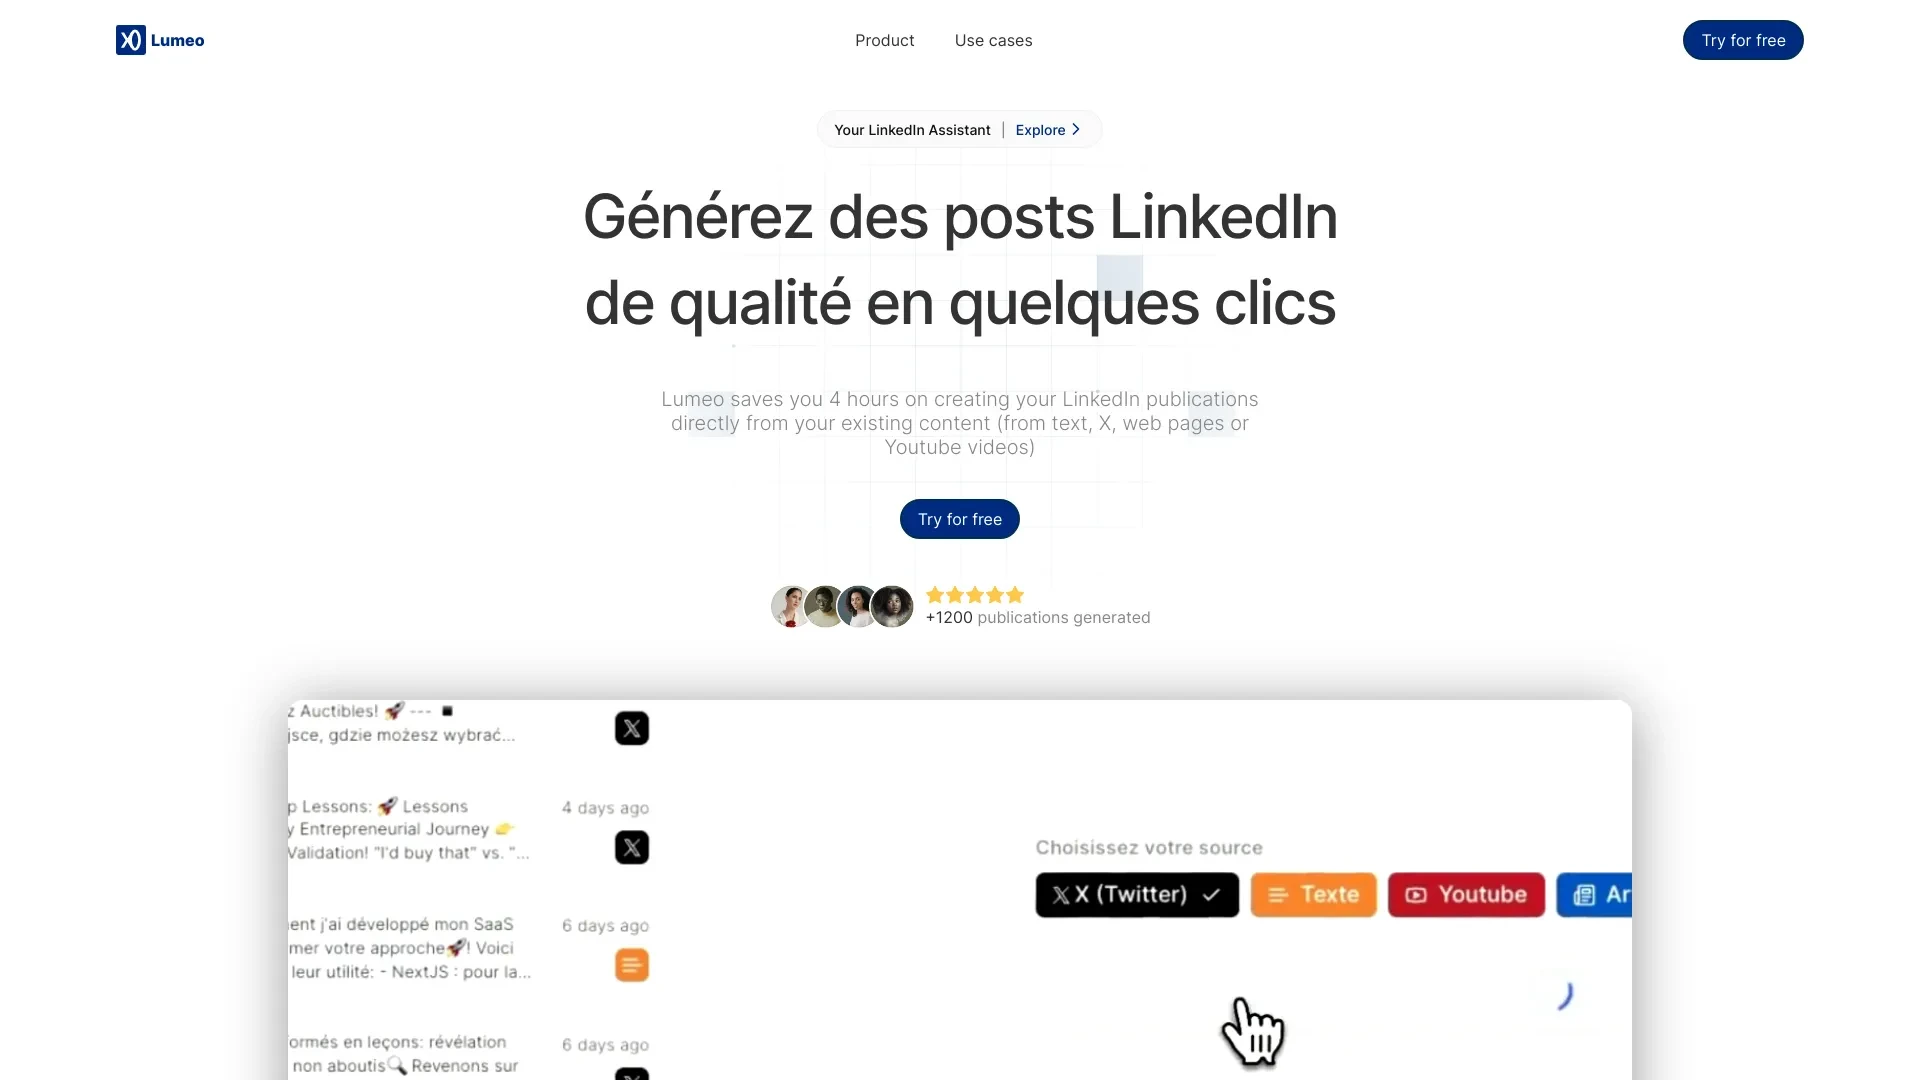 Lumeo
Product
Use cases
Try for free
Your LinkedIn Assistant | Explore
Générez des posts LinkedIn
de qualité en quelques clics
Lumeo saves you 4 hours on creating your LinkedIn publications
directly from your existing content (from text, X, web pages or
Youtube videos)
Try for free
+1200 publications generated
z Auctibles! 🚀 --- ◾
jsce, gdzie możesz wybrać...
p Lessons: 🚀 Lessons
4 days ago
y Entrepreneurial Journey 👉
Validation! "I'd buy that" vs. "...
ent j'ai développé mon SaaS
6 days ago
mer votre approche🚀! Voici
leur utilité: - NextJS : pour la...
ormés en leçons: révélation
6 days ago
non aboutis🔍 Revenons sur
Choisissez votre source
X (Twitter)
Texte
Youtube
Ar